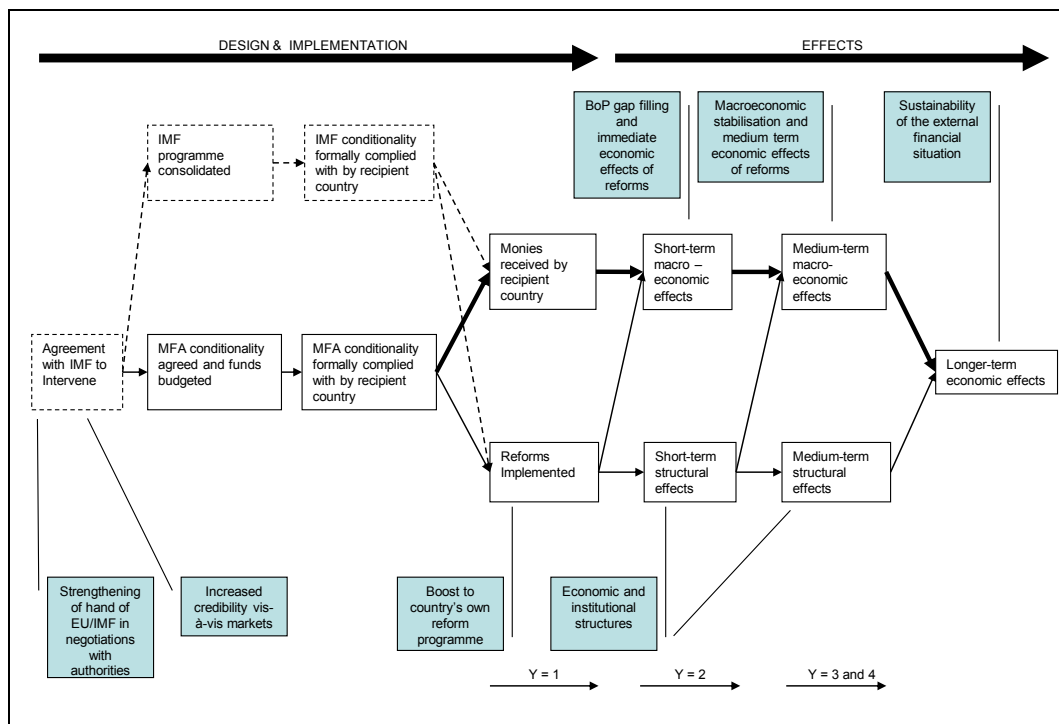 DESIGN & IMPLEMENTATION
EFFECTS
BoP gap filling
and
immediate
economic
effects of
reforms
Macroeconomic
stabilisation and
medium term
economic effects
of reforms
Sustainability
of the external
financial
situation
IMF
programme
consolidated
IMF conditionality
formally complied
with by recipient
country
Monies
received by
recipient
country
Short-term
macro –
economic
effects
Medium-term
macro-
economic
effects
Agreement
with IMF to
Intervene
MFA conditionality
agreed and funds
budgeted
MFA conditionality
formally complied
with by recipient
country
Longer-term
economic effects
Reforms
Implemented
Short-term
structural
effects
Medium-term
structural
effects
Strengthening
of hand of
EU/IMF in
negotiations
with
authorities
Increased
credibility vis-
à-vis markets
Boost to
country's own
reform
programme
Economic and
institutional
structures
Y = 1
Y = 2
Y = 3 and 4